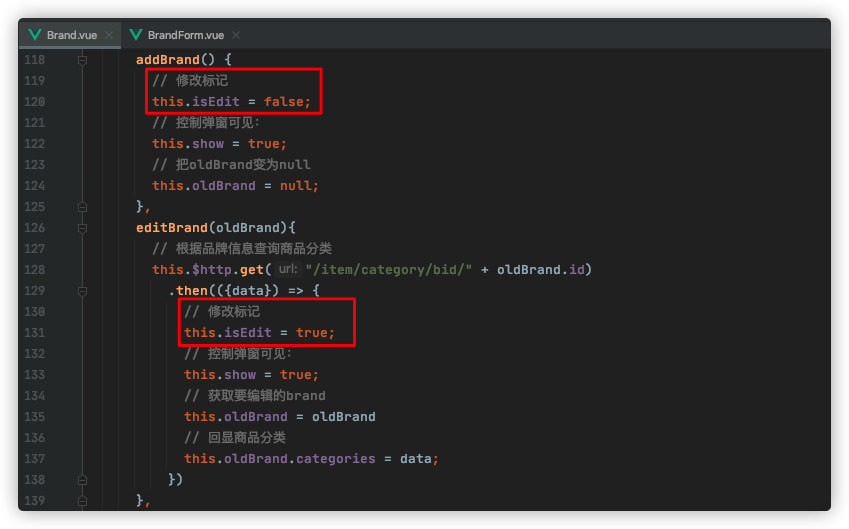 Brand.vue
BrandForm.vue
118 addBrand() {
119 // 修改标记
120 this.isEdit = false;
121 // 控制弹窗可见:
122 this.show = true;
123 // 把oldBrand变为null
124 this.oldBrand = null;
125 },
126 editBrand(oldBrand){
127 // 根据品牌信息查询商品分类
128 this.$http.get( url: "/item/category/bid/" + oldBrand.id)
129 .then(({data}) => {
130 // 修改标记
131 this.isEdit = true;
132 // 控制弹窗可见:
133 this.show = true;
134 // 获取要编辑的brand
135 this.oldBrand = oldBrand
136 // 回显商品分类
137 this.oldBrand.categories = data;
138 })
139 },